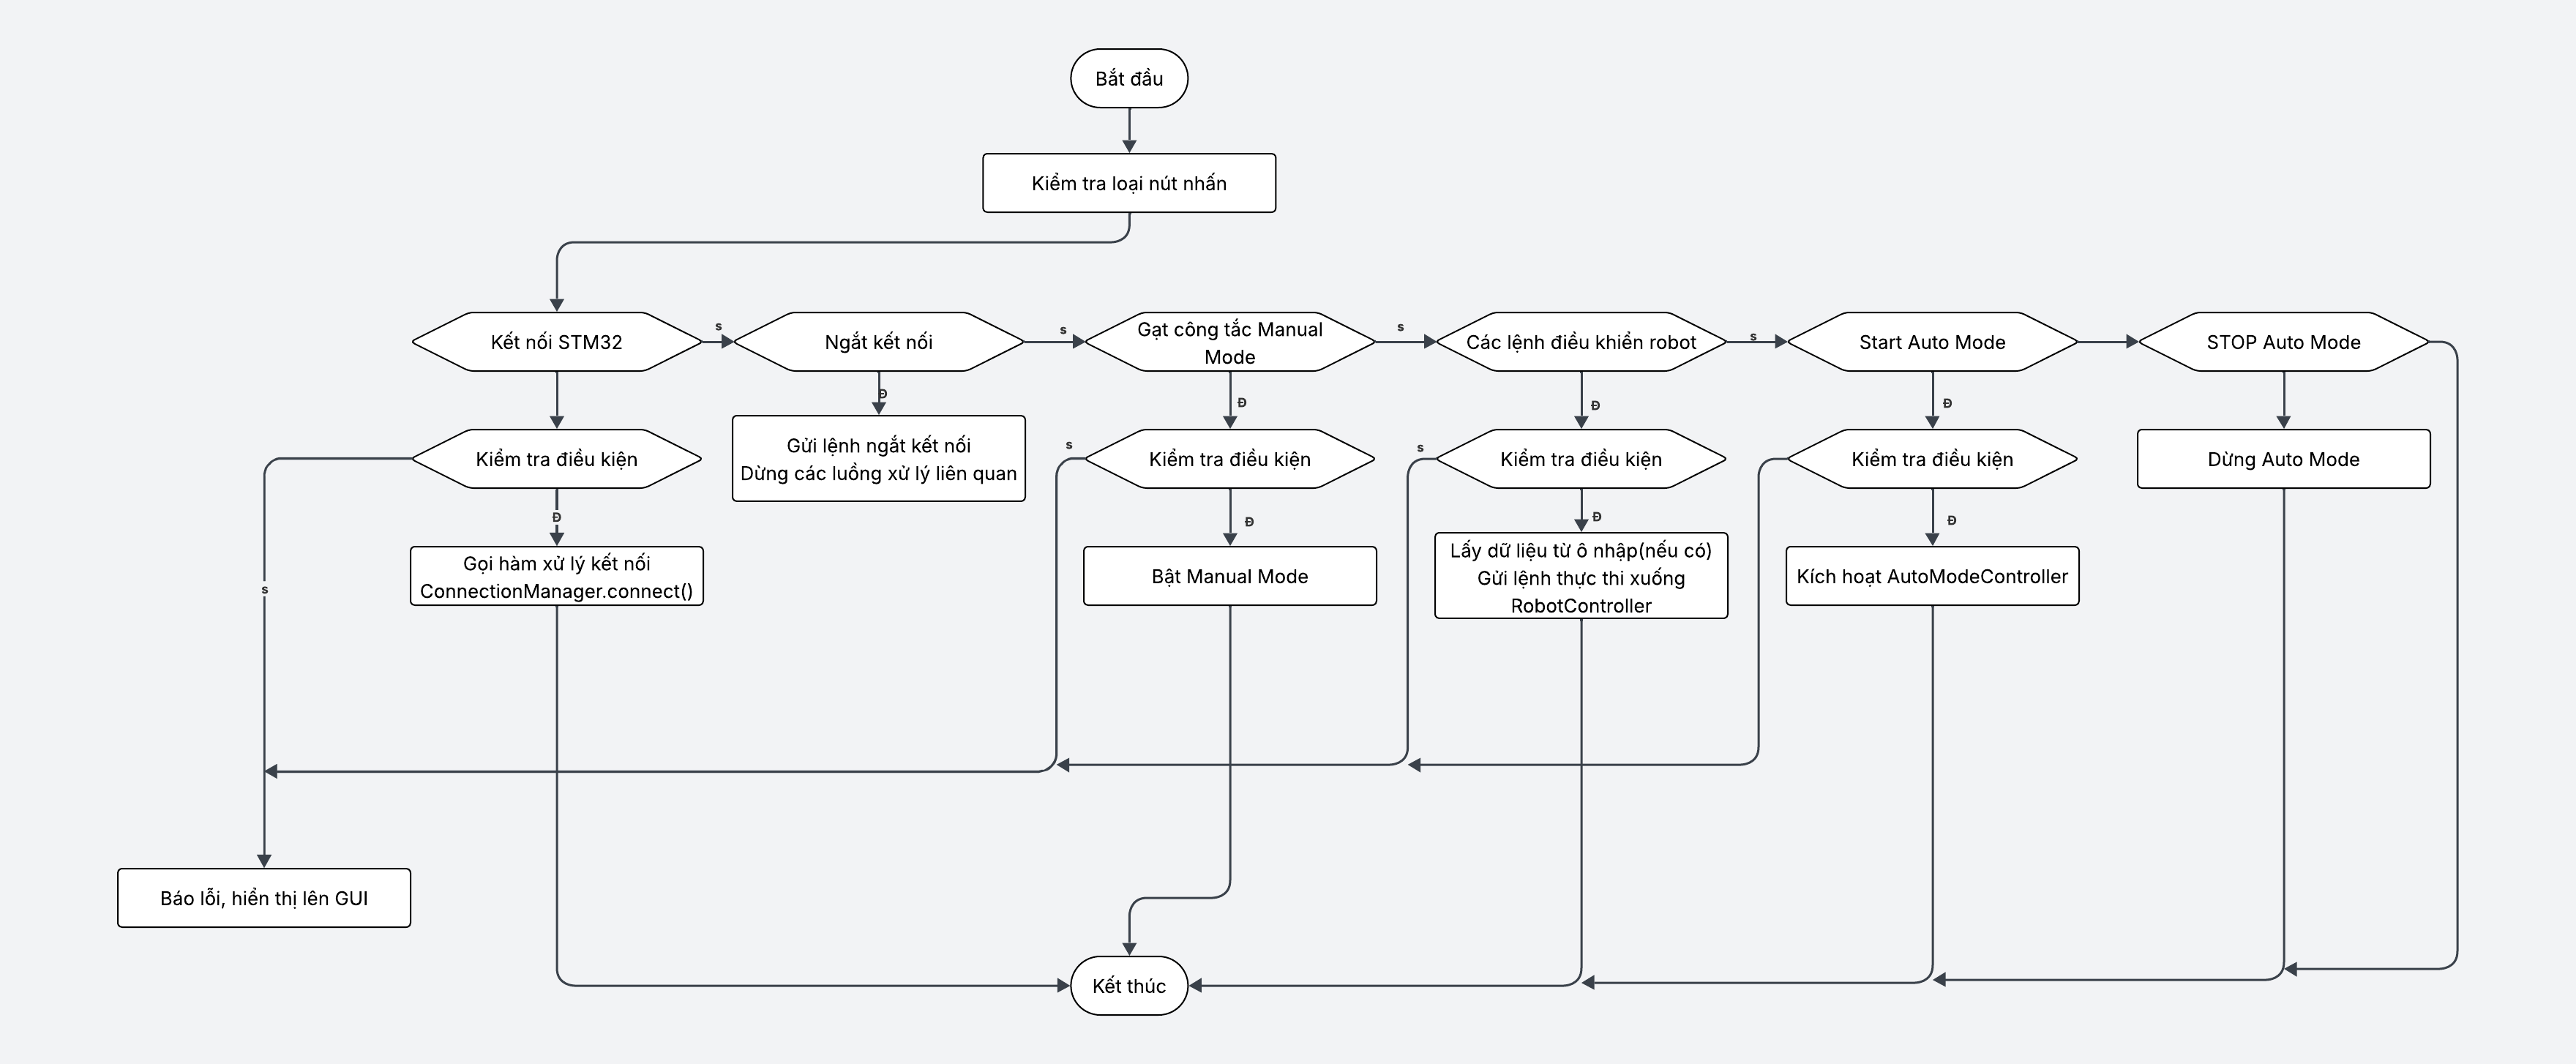 Bắt đầu
Kiểm tra loại nút nhấn
Kết nối STM32
s
Ngắt kết nối
s
Gạt công tắc Manual
Mode
s
Các lệnh điều khiển robot
s
Start Auto Mode
STOP Auto Mode
Đ
Đ
Đ
Đ
Kiểm tra điều kiện
Gửi lệnh ngắt kết nối
Dừng các luồng xử lý liên quan
s
Kiểm tra điều kiện
s
Kiểm tra điều kiện
Kiểm tra điều kiện
Dừng Auto Mode
Đ
Đ
Đ
Đ
s
Gọi hàm xử lý kết nối
ConnectionManager.connect()
Bật Manual Mode
Lấy dữ liệu từ ô nhập(nếu có)
Gửi lệnh thực thi xuống
RobotController
Kích hoạt AutoModeController
Báo lỗi, hiển thị lên GUI
Kết thúc